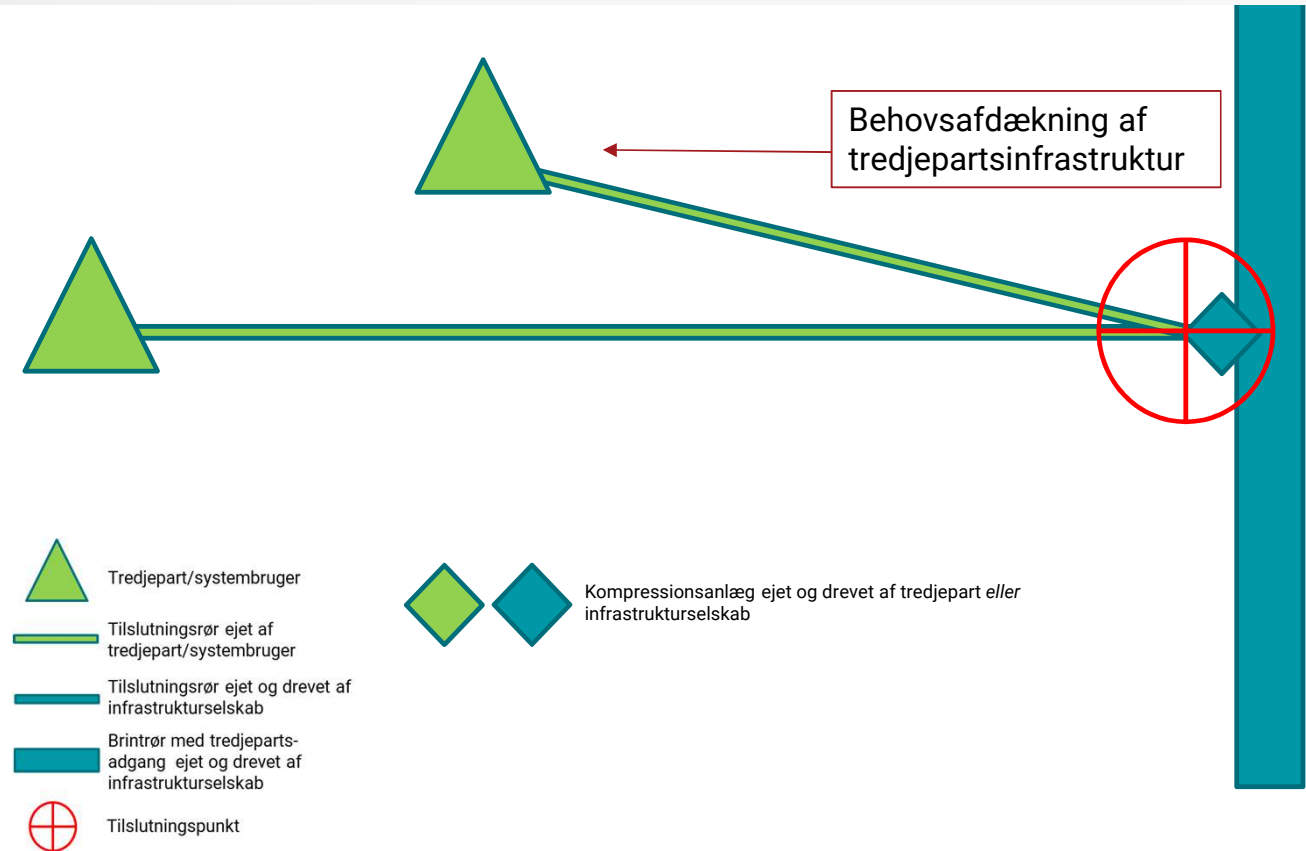 Behovsafdækning af
tredjepartsinfrastruktur
Tredjepart/systembruger
Tilslutningsrør ejet af
tredjepart/systembruger
Tilslutningsrør ejet og drevet af
infrastrukturselskab
Brintrør med tredjeparts-
adgang ejet og drevet af
infrastrukturselskab
Tilslutningspunkt
Kompressionsanlæg ejet og drevet af tredjepart eller
infrastrukturselskab